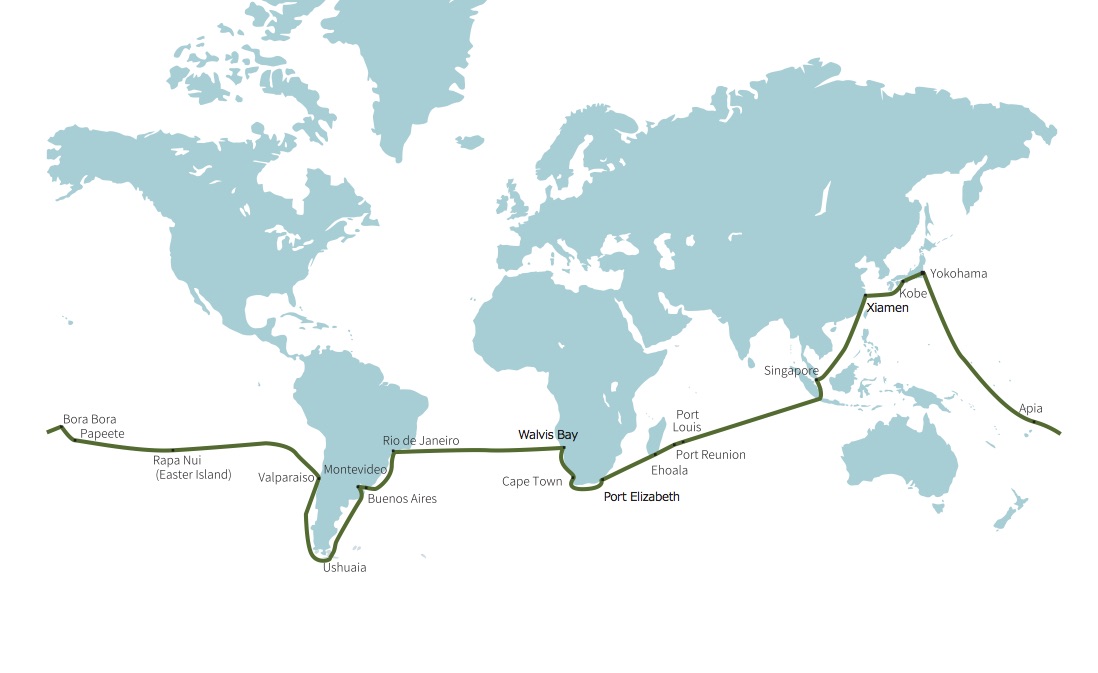 Yokohama
Kobe
Xiamen
Singapore
Apia
Port
Louis
Port Reunion
Ehoala
Bora Bora
Papeete
Rapa Nui
(Easter Island)
Valparaiso
Montevideo
Rio de Janeiro
Buenos Aires
Ushuaia
Walvis Bay
Cape Town
Port Elizabeth